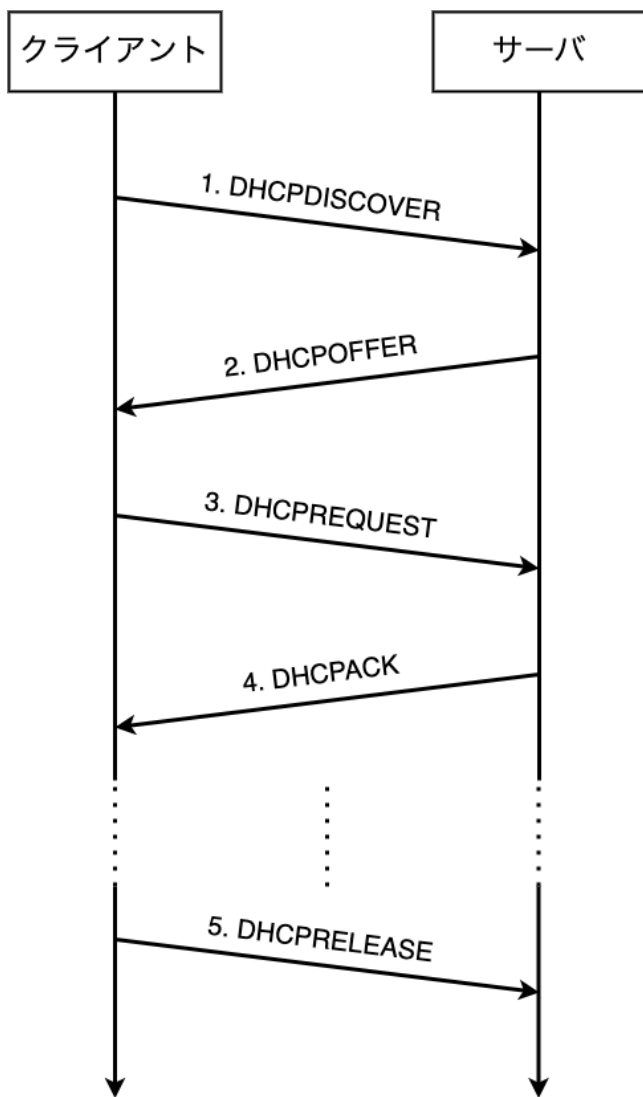 クライアント
サーバ
1. DHCPDISCOVER
2. DHCPOFFER
3. DHCPREQUEST
4. DHCPACK
5. DHCPRELEASE